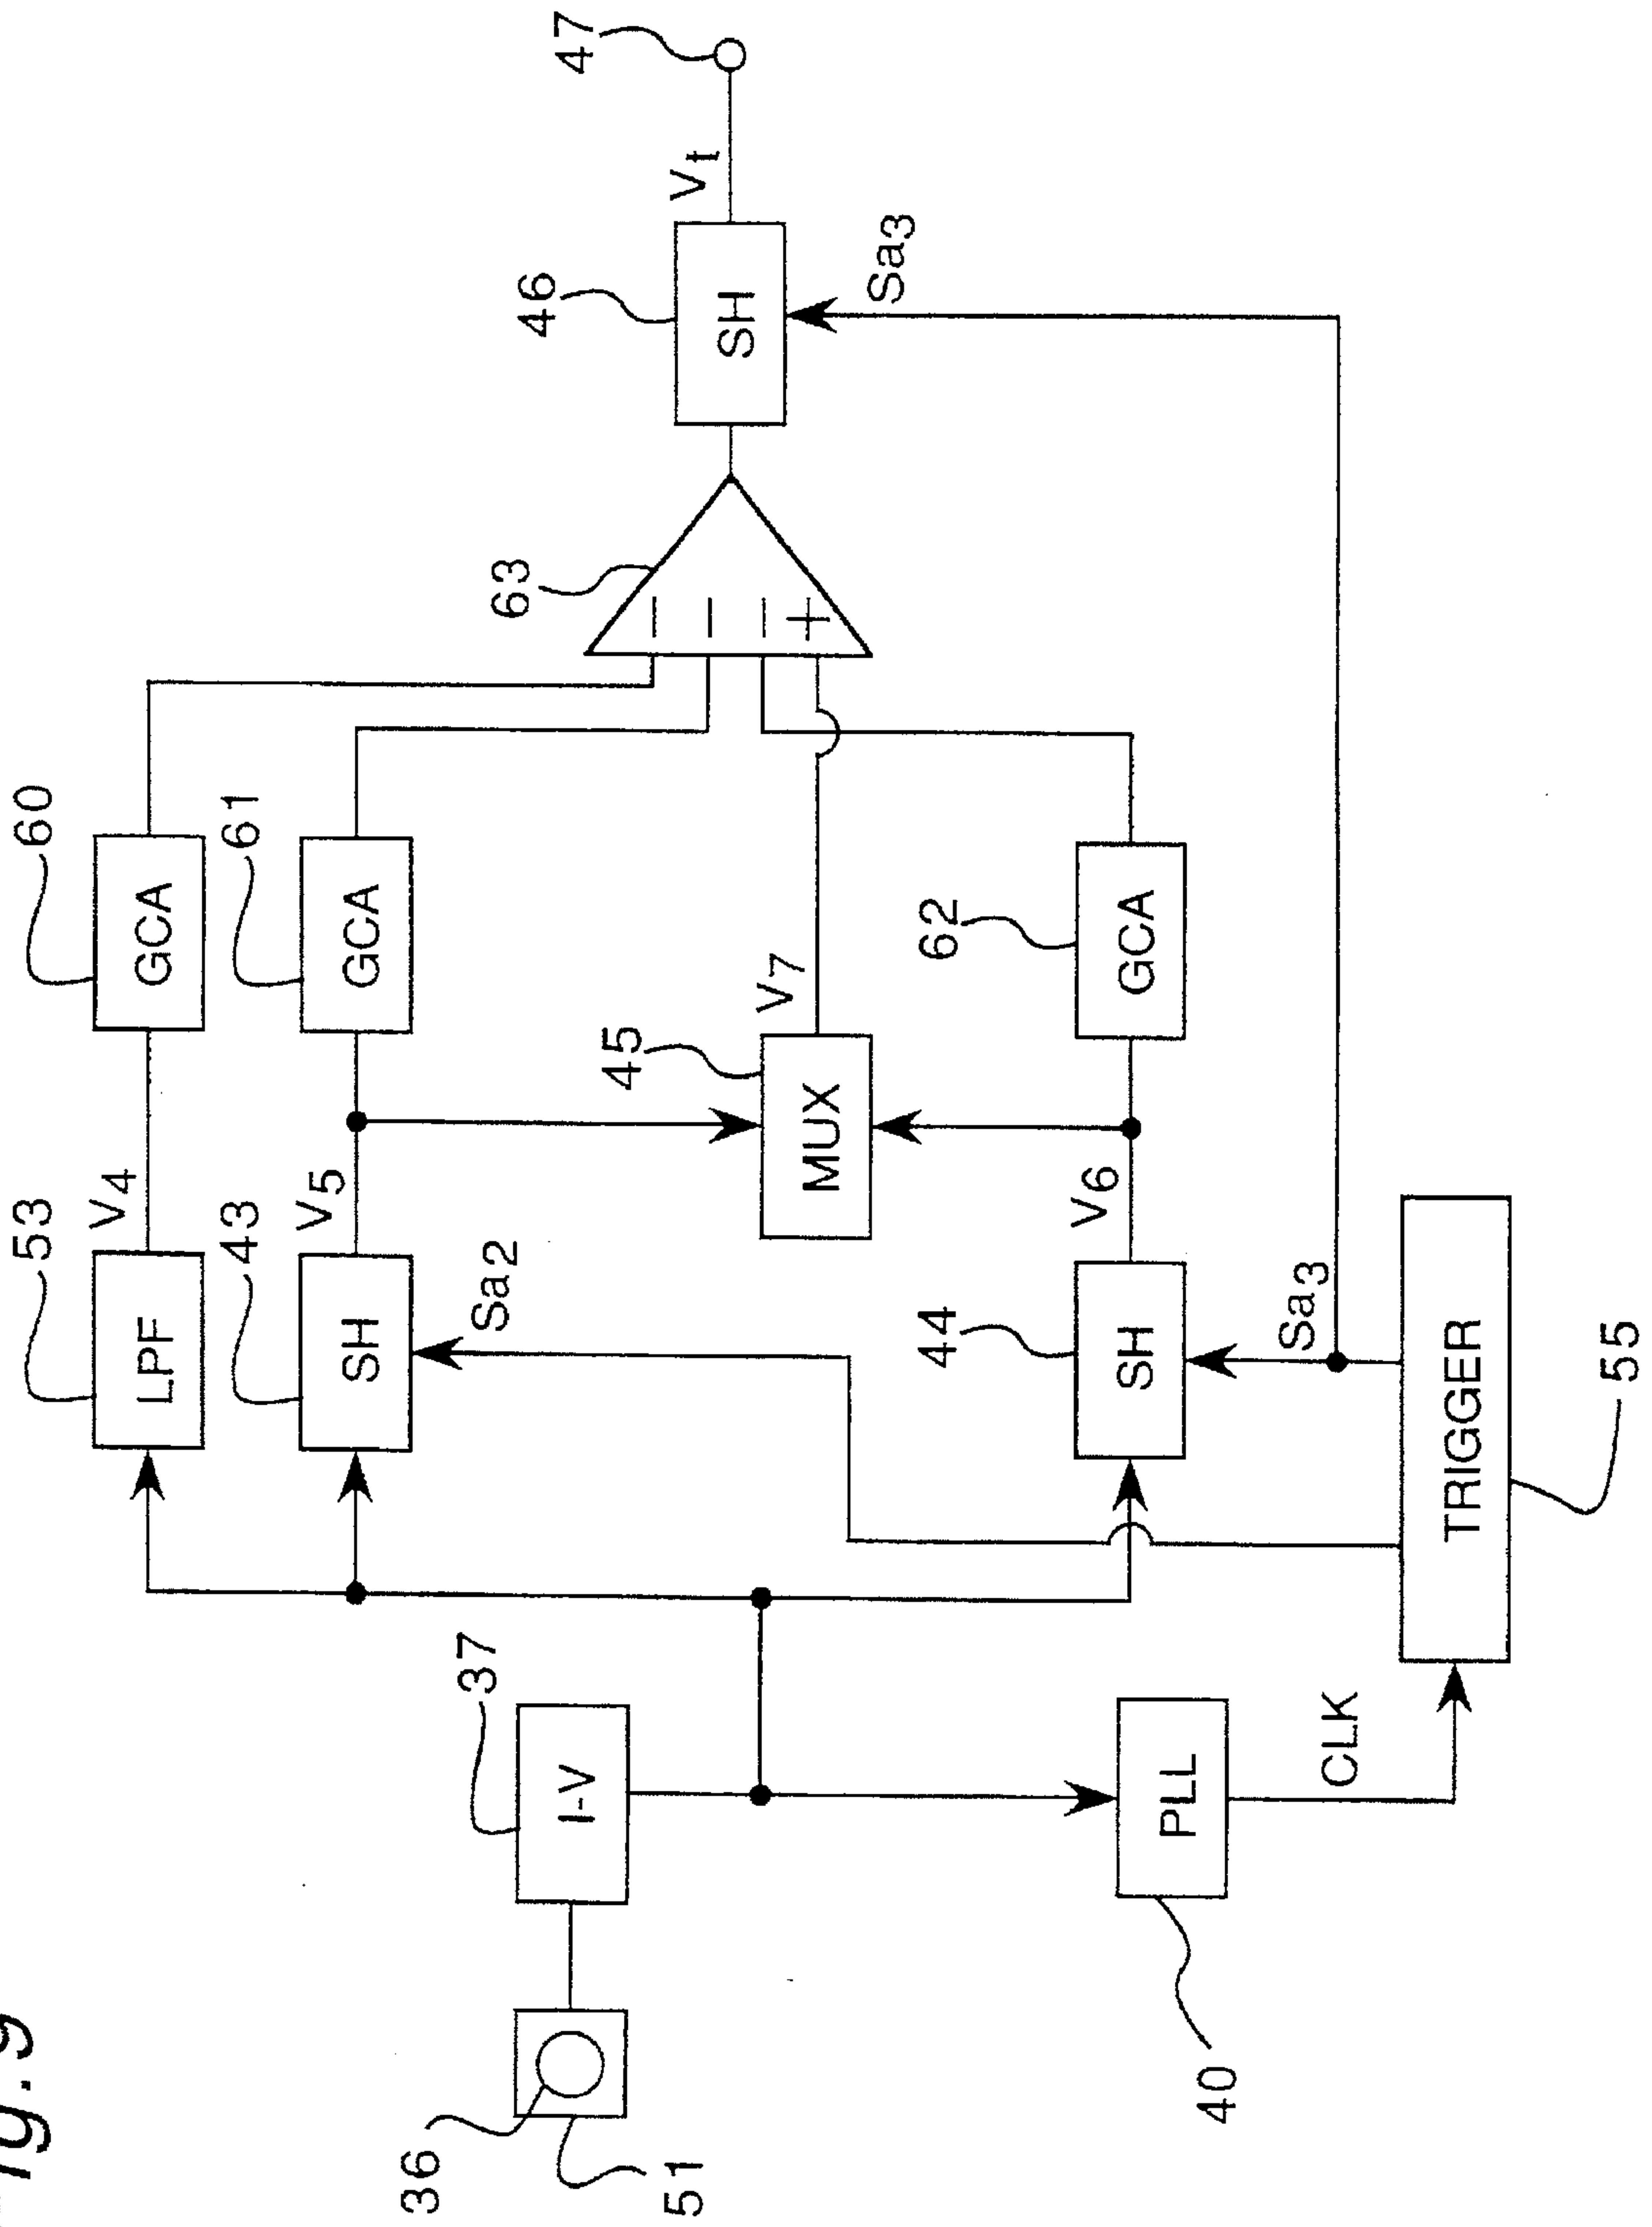 ig.9
53
V4
60
LPF
GCA
43
V5
61
SH
GCA
Sa2
36
51
37
I-V
45
MUX
V7
63
46
SH
Vt
47
44
SH
V6
62
GCA
Sa3
Sa3
40
PLL
CLK
TRIGGER
55